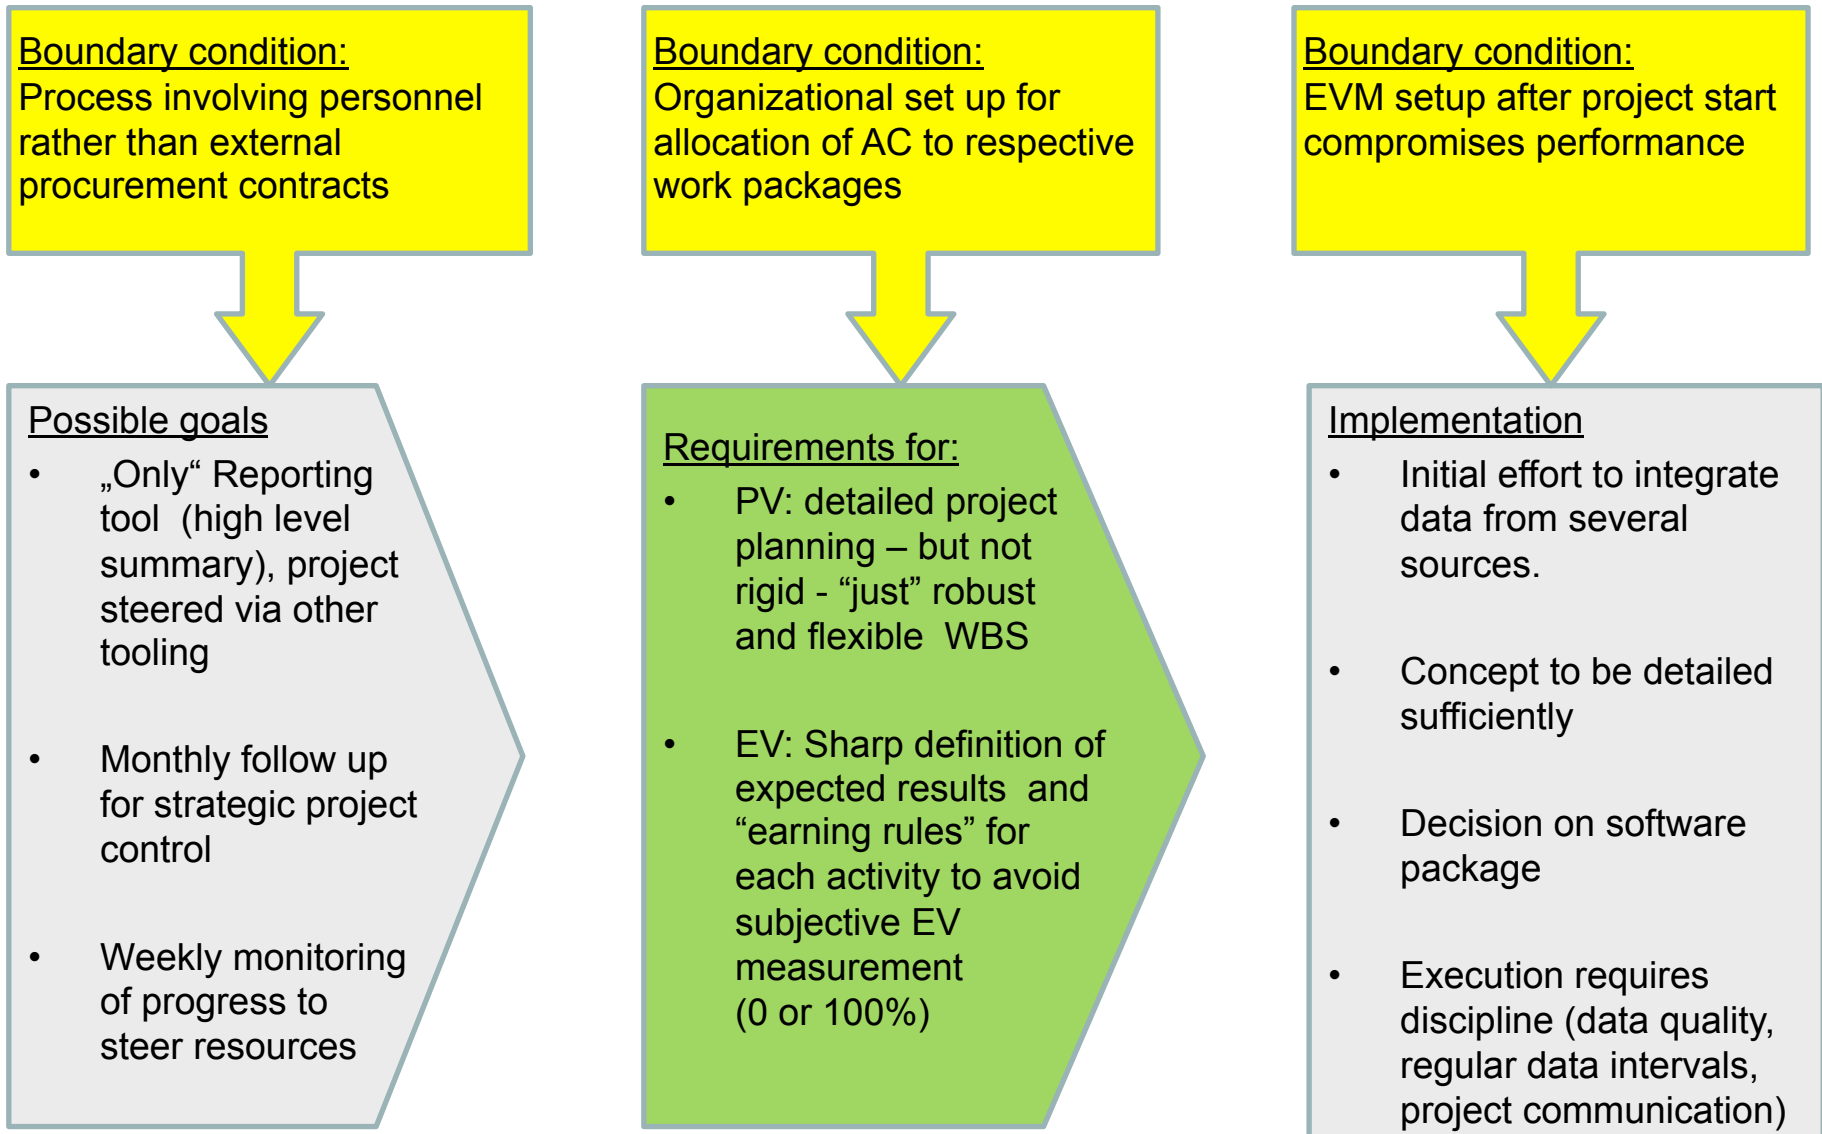 Boundary condition:
Process involving personnel
rather than external
procurement contracts
Boundary condition:
Organizational set up for
allocation of AC to respective
work packages
Boundary condition:
EVM setup after project start
compromises performance
Possible goals
• „Only“ Reporting
tool (high level
summary), project
steered via other
tooling
• Monthly follow up
for strategic project
control
• Weekly monitoring
of progress to
steer resources
Requirements for:
• PV: detailed project
planning – but not
rigid - “just” robust
and flexible WBS
• EV: Sharp definition of
expected results and
“earning rules” for
each activity to avoid
subjective EV
measurement
(0 or 100%)
Implementation
• Initial effort to integrate
data from several
sources.
• Concept to be detailed
sufficiently
• Decision on software
package
• Execution requires
discipline (data quality,
regular data intervals,
project communication)